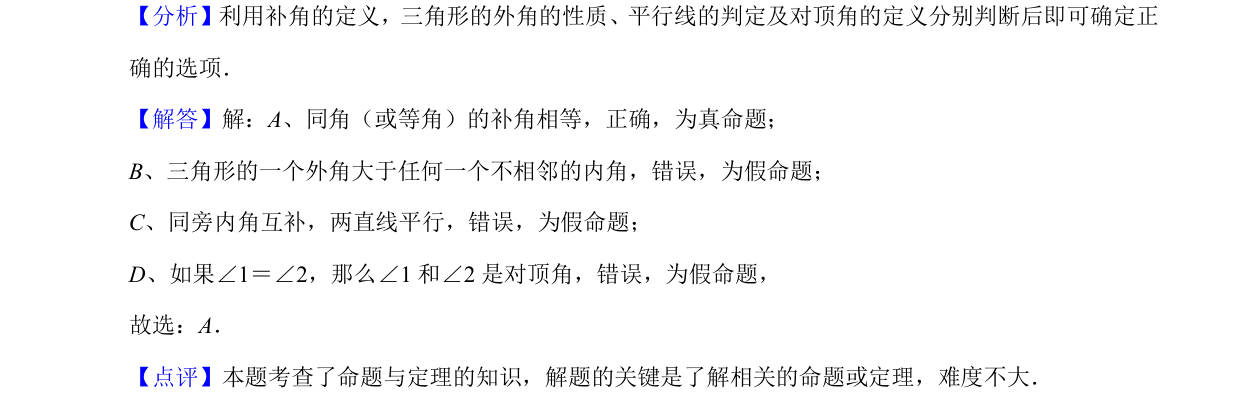 【分析】利用补角的定义，三角形的外角的性质、平行线的判定及对顶角的定义分别判断后即可确定正
确的选项．
【解答】解：A、同角（或等角）的补角相等，正确，为真命题；
B、三角形的一个外角大于任何一个不相邻的内角，错误，为假命题；
C、同旁内角互补，两直线平行，错误，为假命题；
D、如果∠1＝∠2，那么∠1 和∠2 是对顶角，错误，为假命题，
故选：A．
【点评】本题考查了命题与定理的知识，解题的关键是了解相关的命题或定理，难度不大．